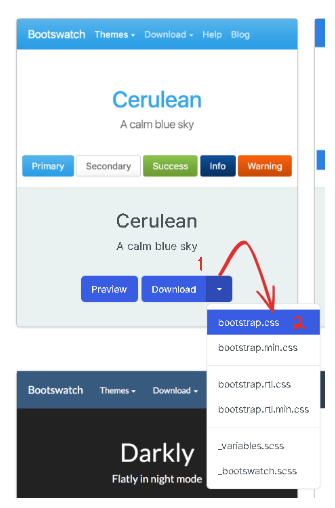 Bootswatch Themes Download Help Blog
Cerulean
A calm blue sky
Primary Secondary Success Info Warning
Cerulean
A calm blue sky
1
Preview Download
bootstrap.css 2
bootstrap.min.css
bootstrap.rtl.css
bootstrap.rtl.min.css
_variables.scss
_bootswatch.scss
Bootswatch Themes Download
Darkly
Flatly in night mode